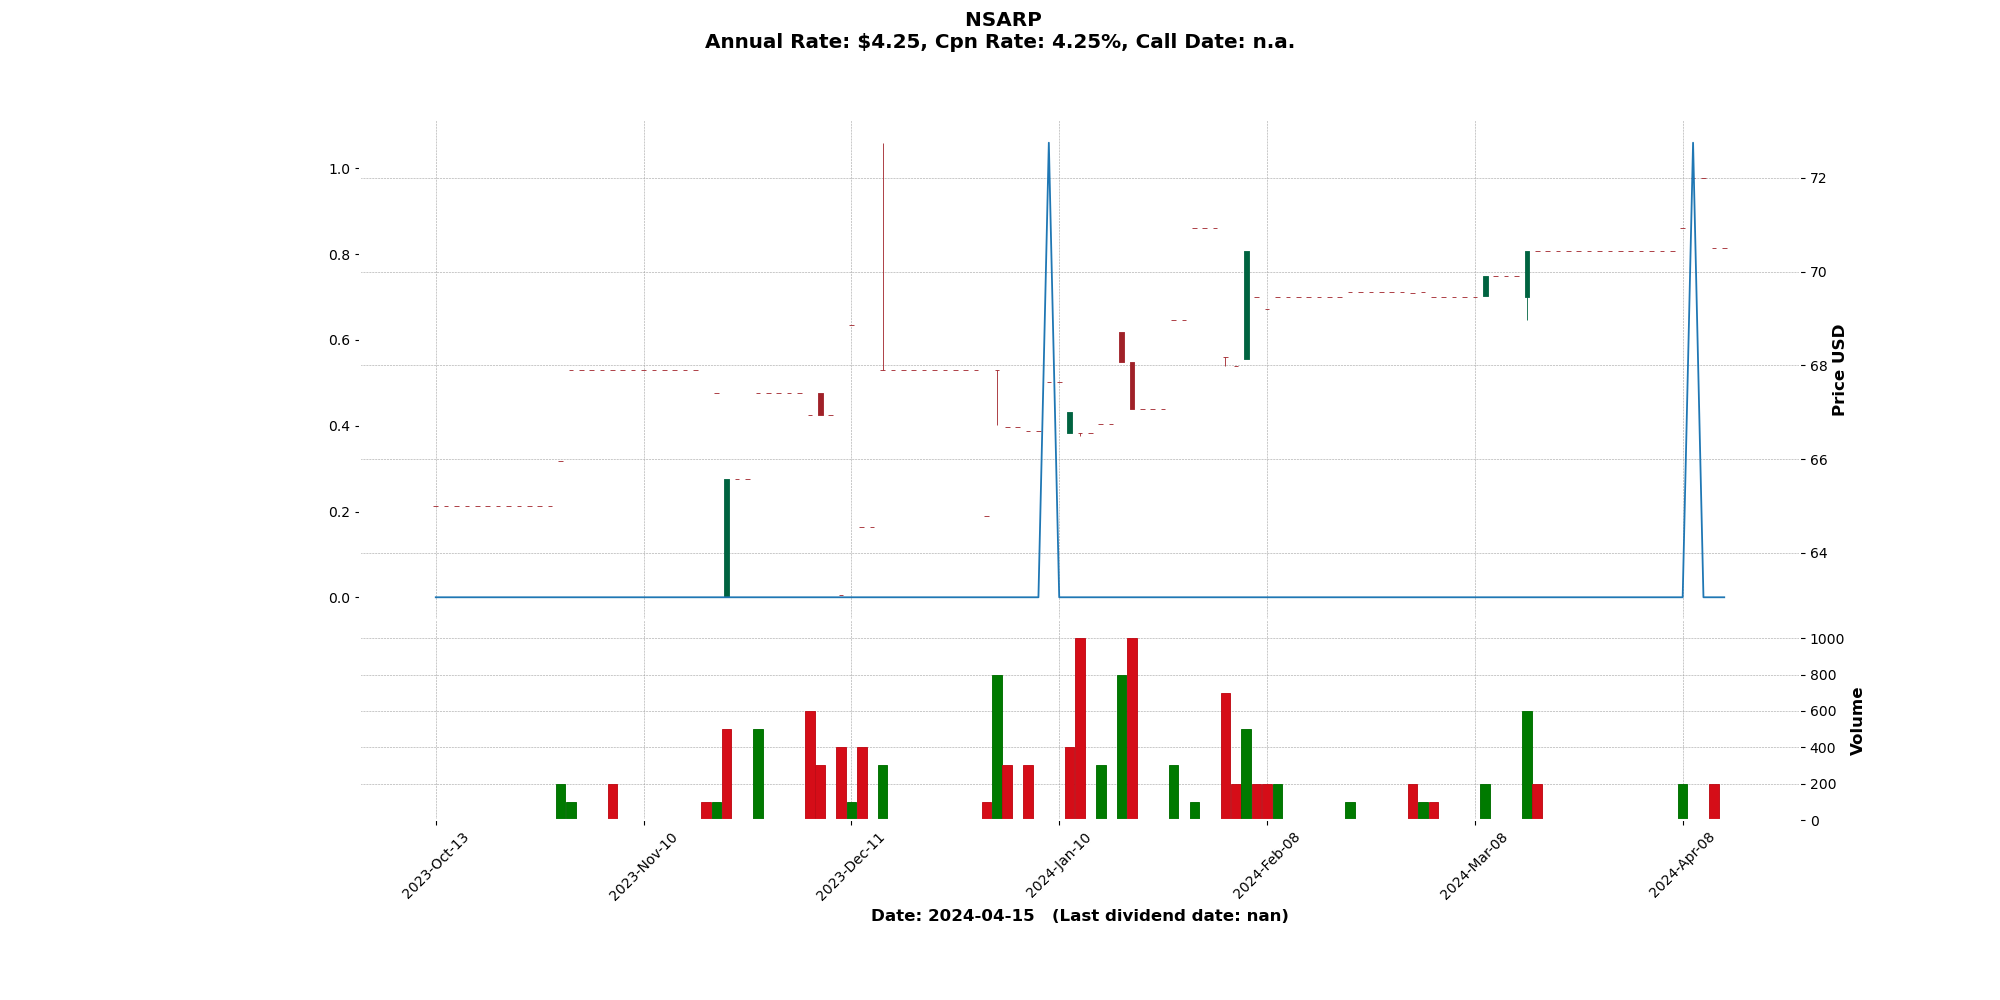 NSARP
Annual Rate: $4.25, Cpn Rate: 4.25%, Call Date: n.a.
1.0
0.8
0.6
0.4
0.2
0.0
72
70
68
66
64
Price USD
1000
800
600
400
200
0
Volume
2023-Oct-13
2023-Nov-10
2023-Dec-11
2024-Jan-10
2024-Feb-08
2024-Mar-08
2024-Apr-08
Date: 2024-04-15 (Last dividend date: nan)